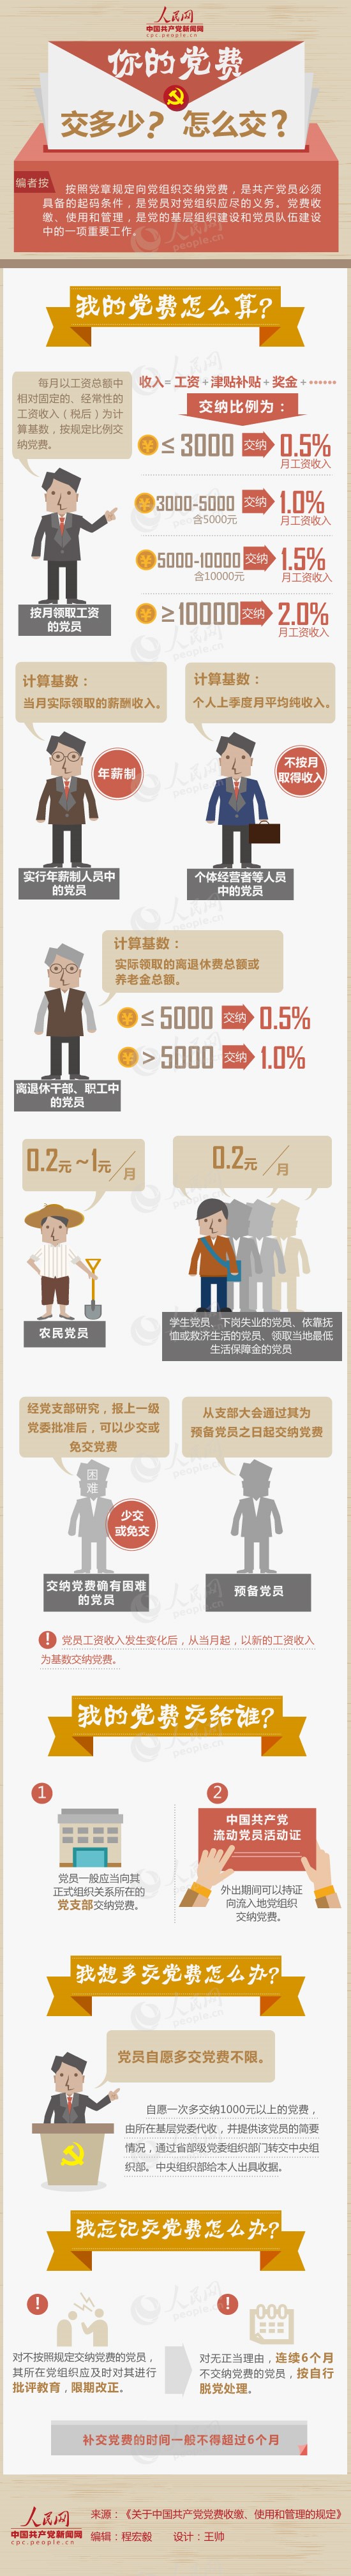 人民网
中国共产党新闻网
cpc.people.cn
你的党费
交多少？怎么交？
编者按
按照党章规定向党组织交纳党费，是共产党员必须
具备的起码条件，是党员对党组织应尽的义务。党费收
缴、使用和管理，是党的基层组织建设和党员队伍建设
中的一项重要工作。
我的党费怎么算？
每月以工资总额中
相对固定的、经常性的
工资收入（税后）为计
算基数，按规定比例交
纳党费。
收入=工资+津贴补贴+奖金+……
交纳比例为：
≤3000 交纳 0.5%
月工资收入
3000-5000 交纳 1.0%
含5000元 月工资收入
5000-10000 交纳 1.5%
含10000元 月工资收入
≥10000 交纳 2.0%
月工资收入
按月领取工资
的党员
计算基数：
当月实际领取的薪酬收入。
年薪制
实行年薪制人员中
的党员
计算基数：
个人上季度月平均纯收入。
不按月
取得收入
个体经营者等人员
中的党员
计算基数：
实际领取的离退休费总额或
养老金总额。
≤5000 交纳 0.5%
>5000 交纳 1.0%
离退休干部、职工中
的党员
0.2元~1元/月
农民党员
0.2元/月
学生党员、下岗失业的党员、依靠抚
恤或救济生活的党员、领取当地最低
生活保障金的党员
经党支部研究，报上一级
党委批准后，可以少交或
免交党费
困
难
少交
或免交
交纳党费确有困难
的党员
从支部大会通过其为
预备党员之日起交纳党费
预备党员
! 党员工资收入发生变化后，从当月起，以新的工资收入
为基数交纳党费。
我的党费交给谁？
1
党员一般应当向其
正式组织关系所在的
党支部交纳党费。
2
中国共产党
流动党员活动证
外出期间可以持证
向流入地党组织
交纳党费。
我想多交党费怎么办？
党员自愿多交党费不限。
自愿一次多交纳1000元以上的党费，
由所在基层党委代收，并提供该党员的简要
情况，通过省部级党委组织部门转交中央组
织部。中央组织部给本人出具收据。
我忘记交党费怎么办？
!
对不按照规定交纳党费的党员，
其所在党组织应及时对其进行
批评教育，限期改正。
!
对无正当理由，连续6个月
不交纳党费的党员，按自行
脱党处理。
补交党费的时间一般不得超过6个月
人民网
中国共产党新闻网
cpc.people.cn
来源：《关于中国共产党党费收缴、使用和管理的规定》
编辑：程宏毅 设计：王帅